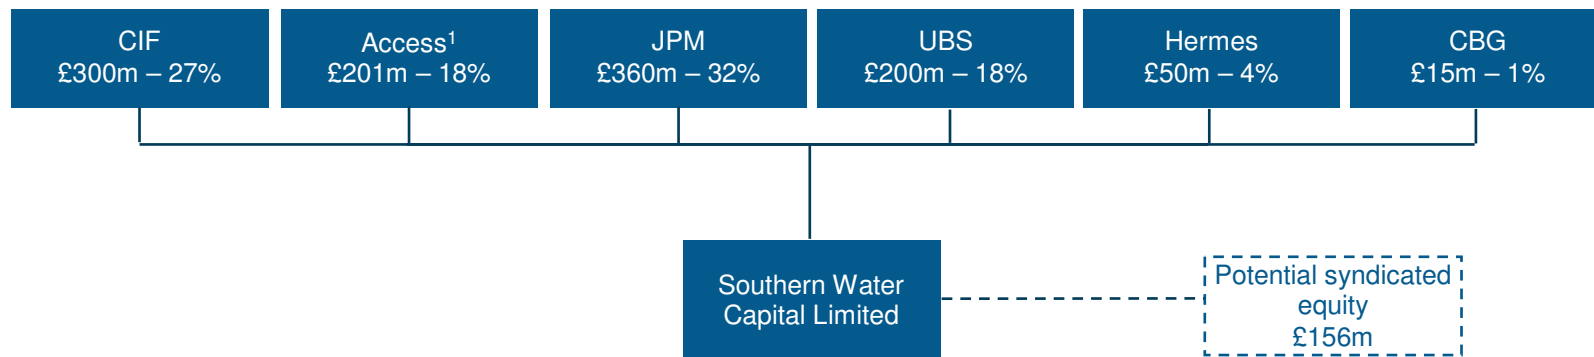 CIF
£300m – 27%
Access¹
£201m – 18%
JPM
£360m – 32%
UBS
£200m – 18%
Hermes
£50m – 4%
CBG
£15m – 1%
Southern Water
Capital Limited
Potential syndicated
equity
£156m